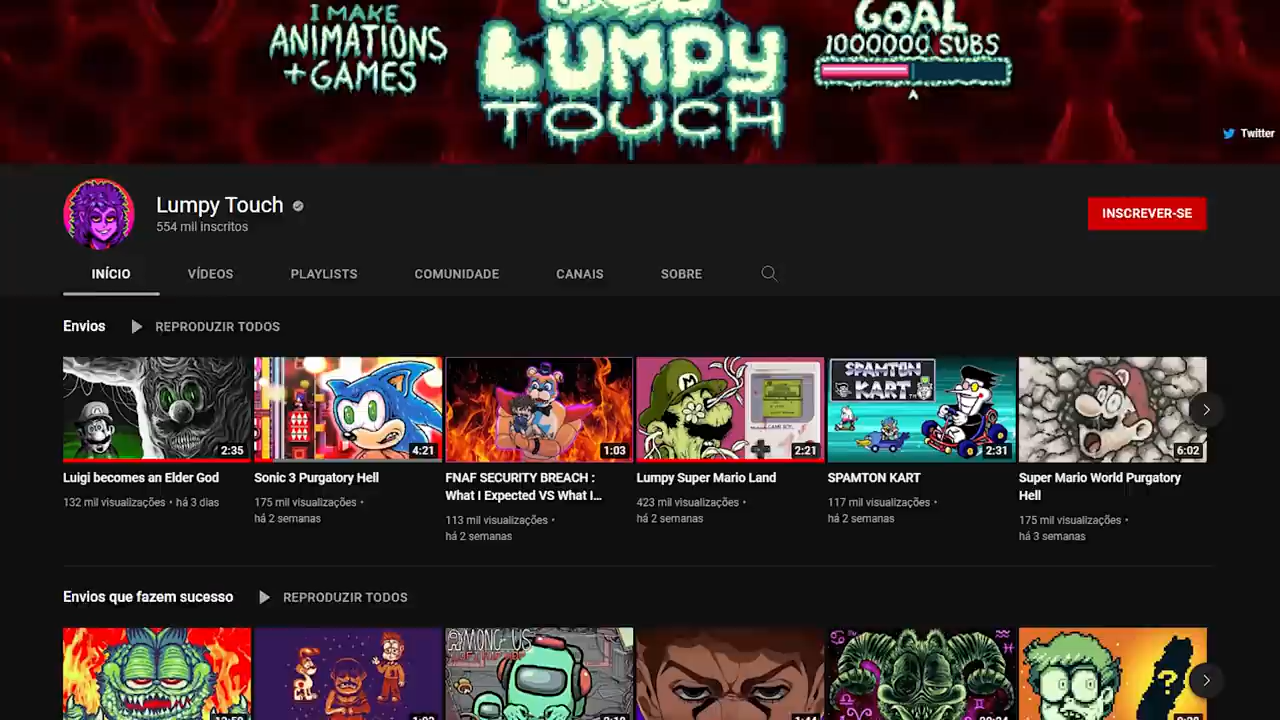 I MAKE
ANIMATIONS
+GAMES
LUMPY
TOUCH
GOAL
1000000 SUBS
Twitter
Lumpy Touch
554 mil inscritos
INSCREVER-SE
INÍCIO VÍDEOS PLAYLISTS COMUNIDADE CANAIS SOBRE
Envios REPRODUZIR TODOS
SPAMTON
KART
2:35 4:21 1:03 2:21 2:31 6:02
Luigi becomes an Elder God
132 mil visualizações • há 3 dias
Sonic 3 Purgatory Hell
175 mil visualizações •
há 2 semanas
FNAF SECURITY BREACH :
What I Expected VS What I...
113 mil visualizações •
há 2 semanas
Lumpy Super Mario Land
423 mil visualizações •
há 2 semanas
SPAMTON KART
117 mil visualizações •
há 2 semanas
Super Mario World Purgatory
Hell
175 mil visualizações •
há 3 semanas
Envios que fazem sucesso REPRODUZIR TODOS
AMONG US